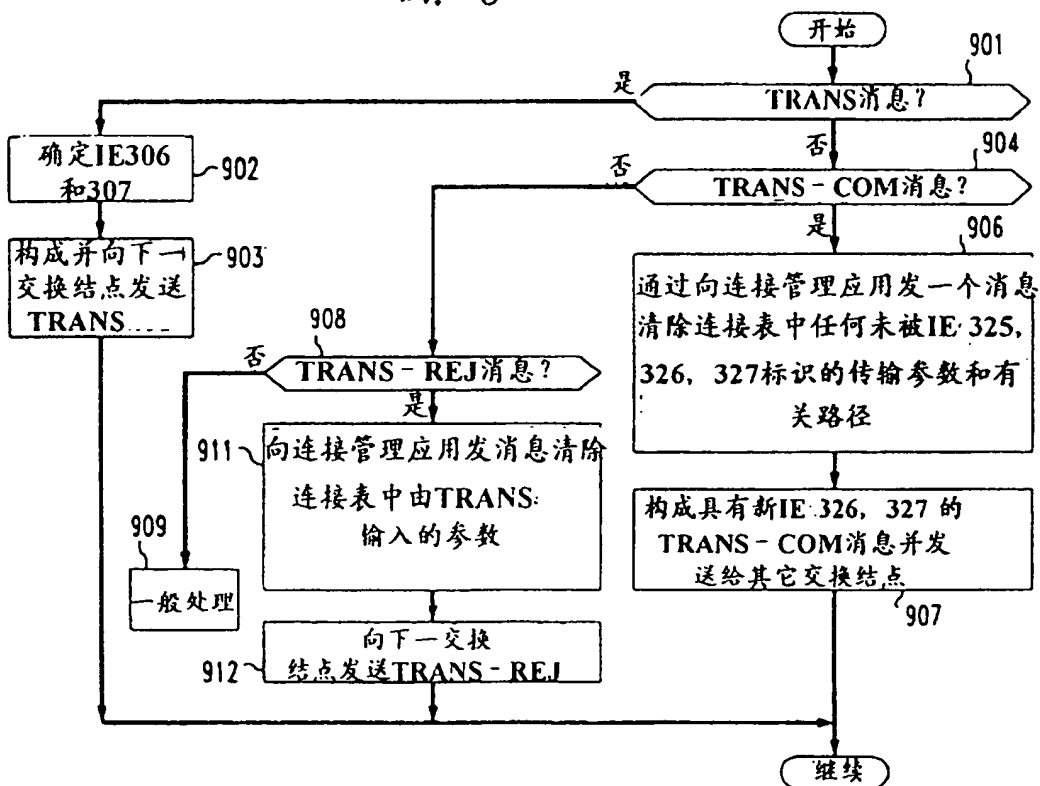 开始
901
是
TRANS消息?
否
904
902
确定IE306
和307
否
TRANS-COM消息?
是
906
903
构成并向下一
交换结点发送
TRANS
通过向连接管理应用发一个消息
清除连接表中任何未被IE 325,
326, 327标识的传输参数和有
关路径
908
否
TRANS-REJ消息?
是
911
向连接管理应用发消息清除
连接表中由TRANS
输入的参数
构成具有新IE 326, 327 的
TRANS-COM消息并发
送给其它交换结点
907
909
一般处理
912
向下一交换
结点发送TRANS-REJ
继续